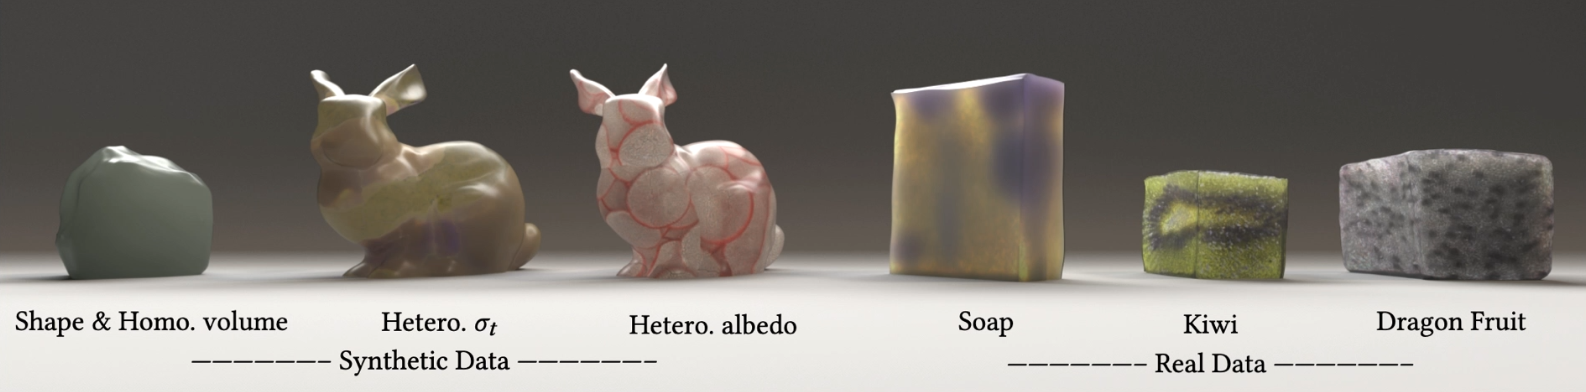 Shape & Homo. volume
Hetero. σₜ
Hetero. albedo
Soap
Kiwi
Dragon Fruit
——————— Synthetic Data ———————
——————— Real Data ———————